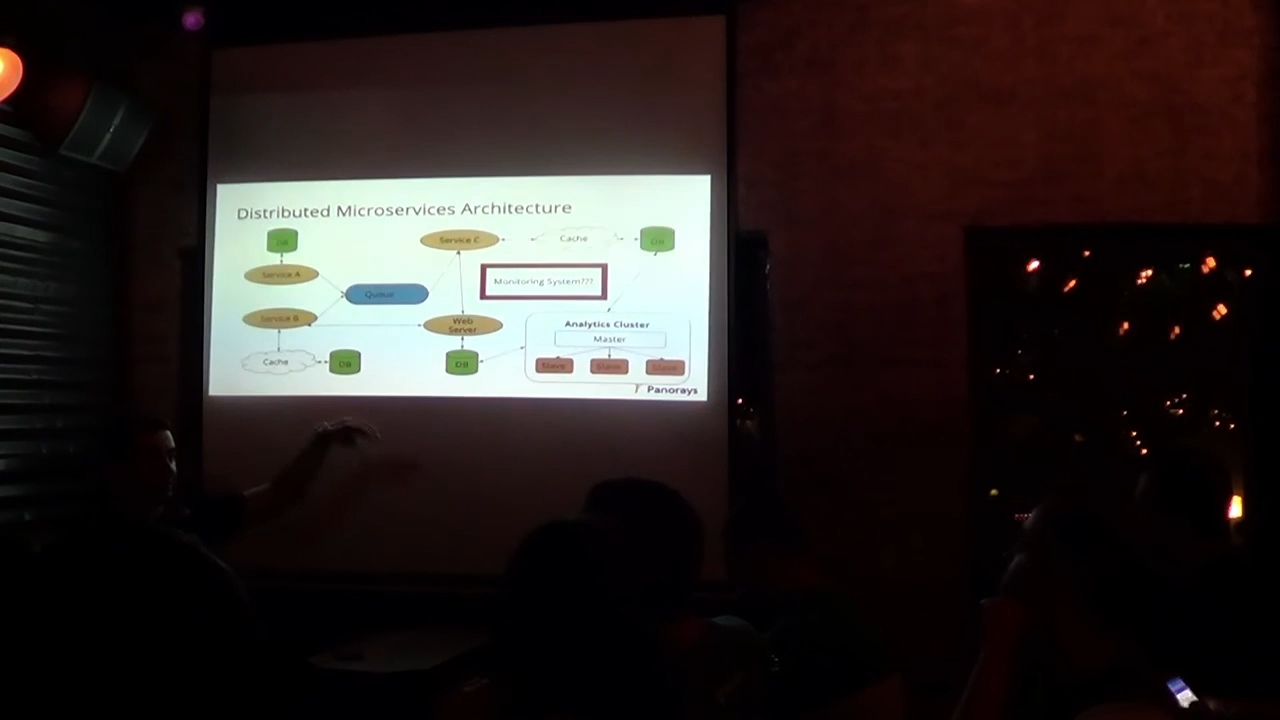 Distributed Microservices Architecture
DB
Service C
Cache
DB
Service A
Monitoring System???
Queue
Service B
Web
Server
Analytics Cluster
Master
Cache
DB
DB
Slave
Slave
Slave
Panorays